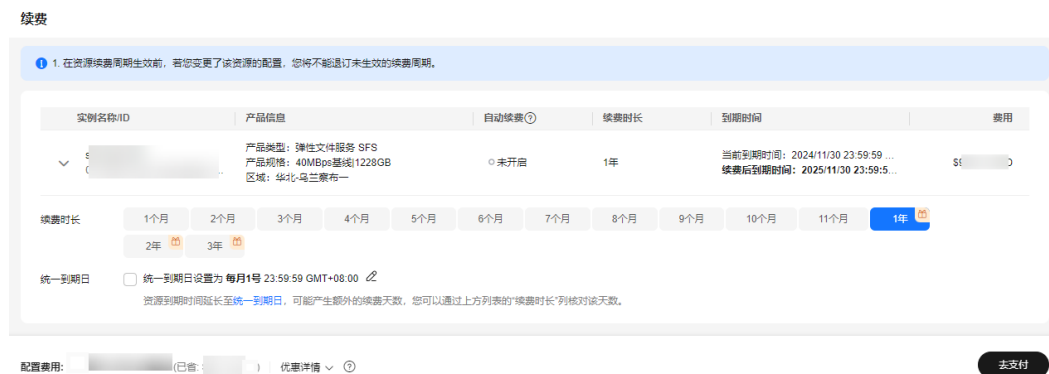 续费
1. 在资源续费周期生效前，若您变更了该资源的配置，您将不能退订未生效的续费周期。
实例名称/ID 产品信息 自动续费 续费时长 到期时间 费用
产品类型：弹性文件服务 SFS
产品规格：40MBps基线|1228GB
区域：华北-乌兰察布一
未开启
1年
当前到期时间：2024/11/30 23:59:59 ...
续费后到期时间：2025/11/30 23:59:5...
续费时长 1个月 2个月 3个月 4个月 5个月 6个月 7个月 8个月 9个月 10个月 11个月 1年
2年 3年
统一到期日 统一到期日设置为 每月1号 23:59:59 GMT+08:00
资源到期时间延长至统一到期日，可能产生额外的续费天数，您可以通过上方列表的“续费时长”列核对该天数。
配置费用: (已省: ) 优惠详情
去支付